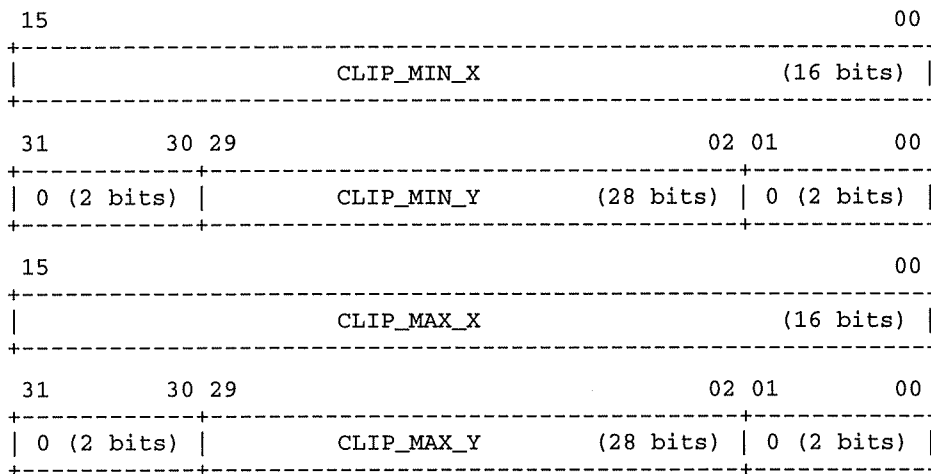 15 00
CLIP_MIN_X (16 bits)
31 30 29 02 01 00
0 (2 bits) | CLIP_MIN_Y (28 bits) | 0 (2 bits)
15 00
CLIP_MAX_X (16 bits)
31 30 29 02 01 00
0 (2 bits) | CLIP_MAX_Y (28 bits) | 0 (2 bits)